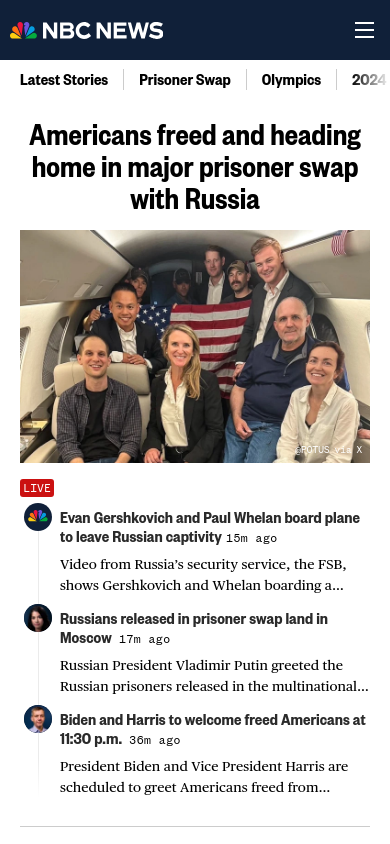 NBC NEWS
Latest Stories
Prisoner Swap
Olympics
2024
Americans freed and heading
home in major prisoner swap
with Russia
@POTUS via X
LIVE
Evan Gershkovich and Paul Whelan board plane
to leave Russian captivity 15m ago
Video from Russia's security service, the FSB,
shows Gershkovich and Whelan boarding a...
Russians released in prisoner swap land in
Moscow 17m ago
Russian President Vladimir Putin greeted the
Russian prisoners released in the multinational...
Biden and Harris to welcome freed Americans at
11:30 p.m. 36m ago
President Biden and Vice President Harris are
scheduled to greet Americans freed from...